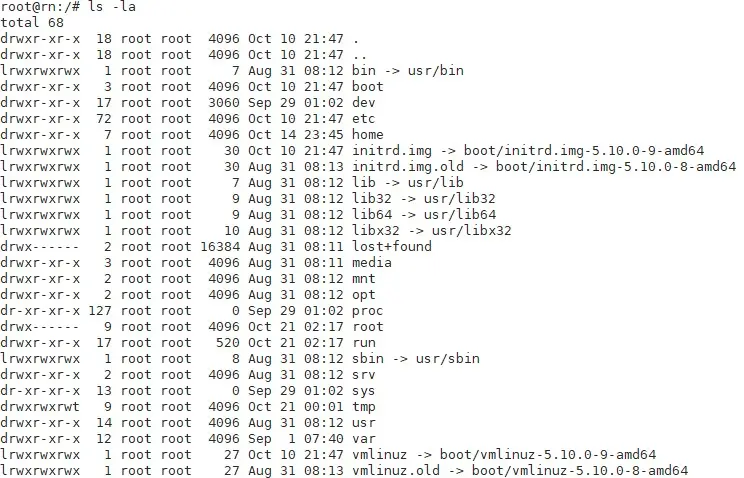 root@rn:/# ls -la
total 68
drwxr-xr-x  18 root root  4096 Oct 10 21:47 .
drwxr-xr-x  18 root root  4096 Oct 10 21:47 ..
lrwxrwxrwx   1 root root     7 Aug 31 08:12 bin -> usr/bin
drwxr-xr-x   3 root root  4096 Oct 10 21:47 boot
drwxr-xr-x  17 root root  3060 Sep 29 01:02 dev
drwxr-xr-x  72 root root  4096 Oct 10 21:47 etc
drwxr-xr-x   7 root root  4096 Oct 14 23:45 home
lrwxrwxrwx   1 root root    30 Oct 10 21:47 initrd.img -> boot/initrd.img-5.10.0-9-amd64
lrwxrwxrwx   1 root root    30 Aug 31 08:13 initrd.img.old -> boot/initrd.img-5.10.0-8-amd64
lrwxrwxrwx   1 root root     7 Aug 31 08:12 lib -> usr/lib
lrwxrwxrwx   1 root root     9 Aug 31 08:12 lib32 -> usr/lib32
lrwxrwxrwx   1 root root     9 Aug 31 08:12 lib64 -> usr/lib64
lrwxrwxrwx   1 root root    10 Aug 31 08:12 libx32 -> usr/libx32
drwx------   2 root root 16384 Aug 31 08:11 lost+found
drwxr-xr-x   3 root root  4096 Aug 31 08:11 media
drwxr-xr-x   2 root root  4096 Aug 31 08:12 mnt
drwxr-xr-x   2 root root  4096 Aug 31 08:12 opt
dr-xr-xr-x 127 root root     0 Sep 29 01:02 proc
drwx------   9 root root  4096 Oct 21 02:17 root
drwxr-xr-x  17 root root   520 Oct 21 02:17 run
lrwxrwxrwx   1 root root     8 Aug 31 08:12 sbin -> usr/sbin
drwxr-xr-x   2 root root  4096 Aug 31 08:12 srv
dr-xr-xr-x  13 root root     0 Sep 29 01:02 sys
drwxrwxrwt   9 root root  4096 Oct 21 00:01 tmp
drwxr-xr-x  14 root root  4096 Aug 31 08:12 usr
drwxr-xr-x  12 root root  4096 Sep  1 07:40 var
lrwxrwxrwx   1 root root    27 Oct 10 21:47 vmlinuz -> boot/vmlinuz-5.10.0-9-amd64
lrwxrwxrwx   1 root root    27 Aug 31 08:13 vmlinuz.old -> boot/vmlinuz-5.10.0-8-amd64